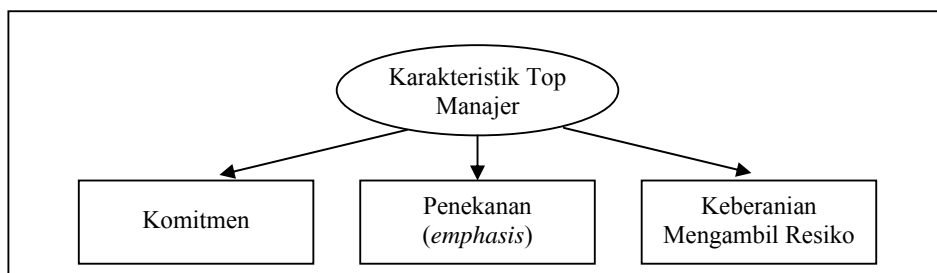 Karakteristik Top
Manajer
Komitmen
Penekanan
(emphasis)
Keberanian
Mengambil Resiko